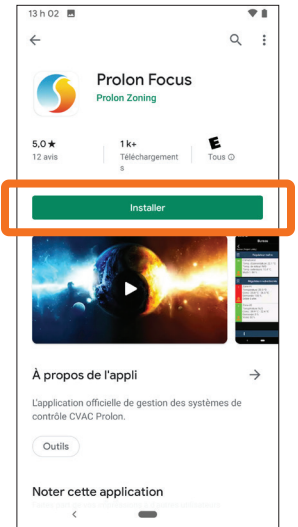 13 h 02
Prolon Focus
Prolon Zoning
5,0 ★
1 k+
E
12 avis
Téléchargement
s
Tous
Installer
À propos de l'appli
L'application officielle de gestion des systèmes de
contrôle CVAC Prolon.
Outils
Noter cette application